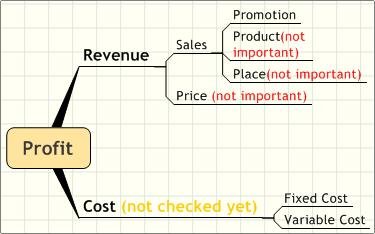 Promotion
Revenue
Sales
Product(not
important)
Place(not important)
Price (not important)
Profit
Cost (not checked yet)
Fixed Cost
Variable Cost